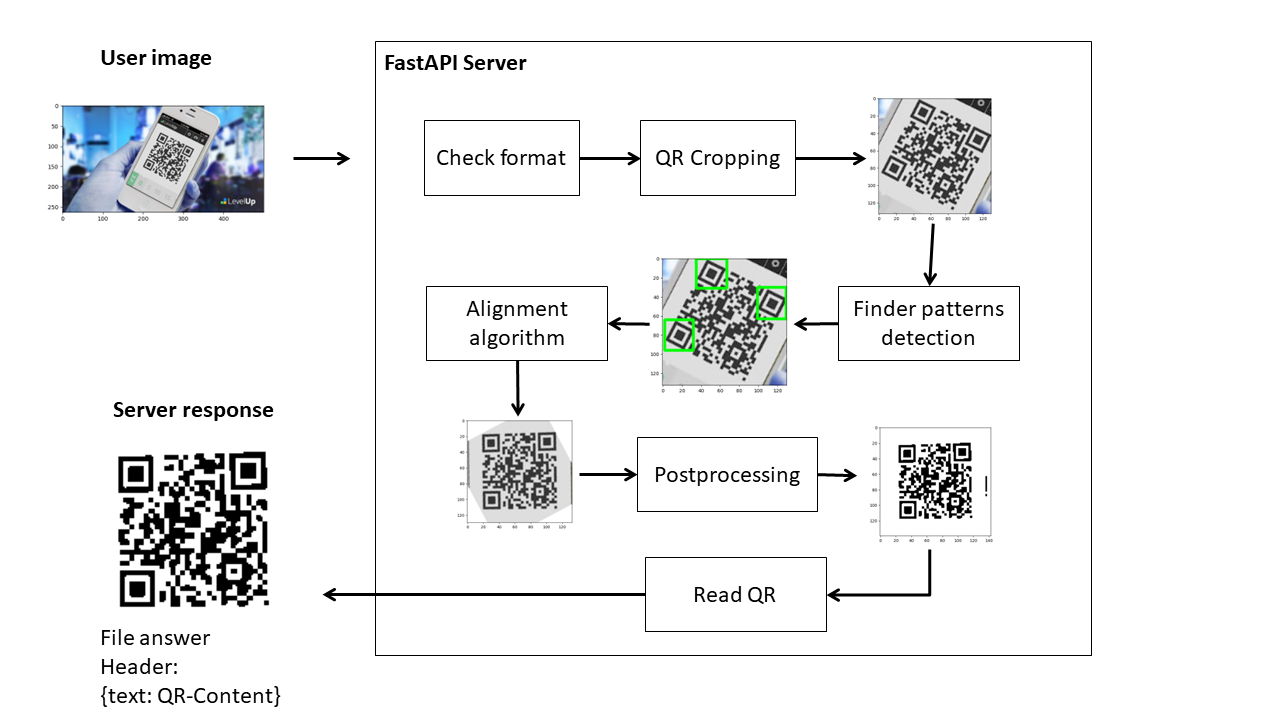 User image
FastAPI Server
0
50
100
150
200
250
0 100 200 300 400
LevelUp
Check format
QR Cropping
0
20
40
60
80
100
120
0 20 40 60 80 100 120
Alignment
algorithm
0
20
40
60
80
100
120
0 20 40 60 80 100 120
Finder patterns
detection
Server response
0
20
40
60
80
100
120
0 20 40 60 80 100 120
Postprocessing
0
20
40
60
80
100
120
0 20 40 60 80 100 120 140
Read QR
File answer
Header:
{text: QR-Content}